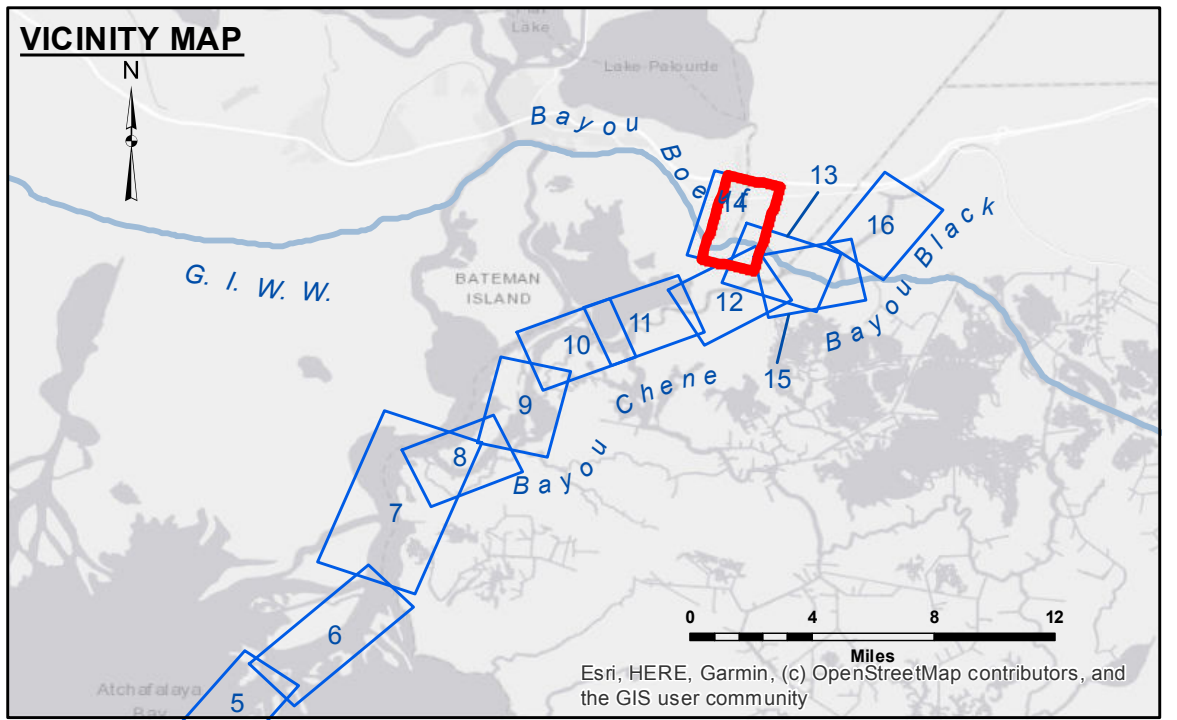 VICINITY MAP
N
Lake
Lake Palourde
Bayou
Boeuf
13
14
16
Bayou Black
G. I. W. W.
BATEMAN
ISLAND
12
11
10
15
Chene
9
Bayou
8
7
6
5
Atchafalaya
Bay
0 4 8 12
Miles
Esri, HERE, Garmin, (c) OpenStreetMap contributors, and
the GIS user community